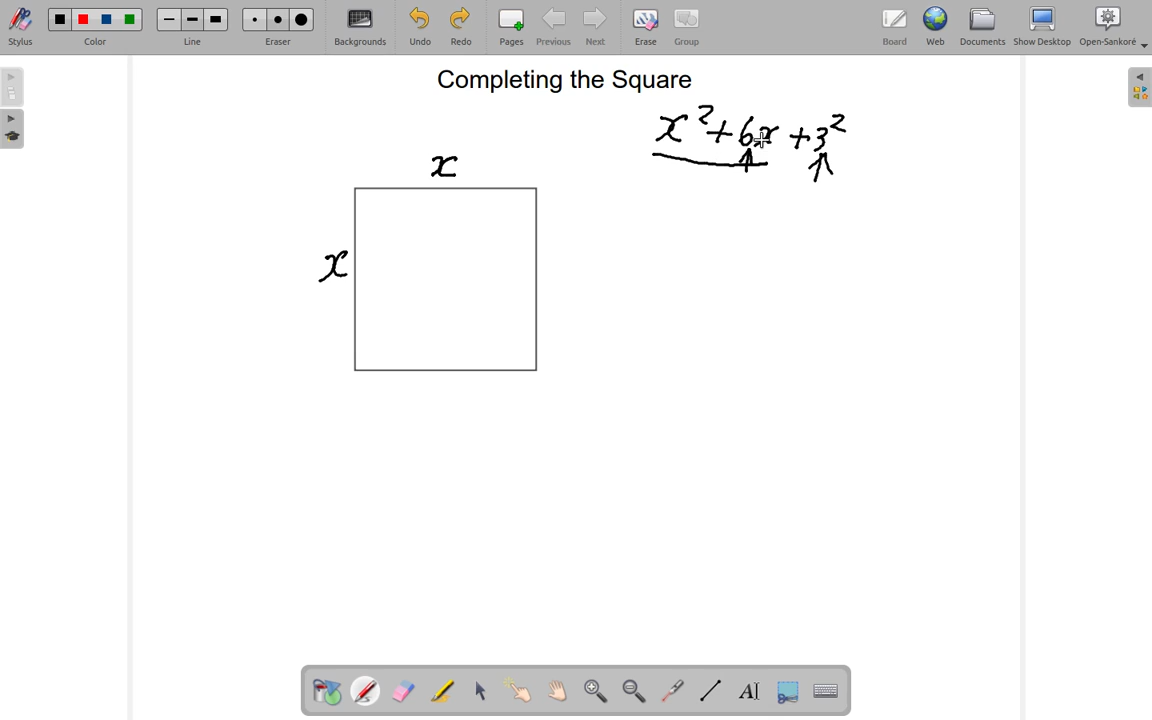 Stylus Color Line Eraser Backgrounds Undo Redo Pages Previous Next Erase Group Board Web Documents Show Desktop Open-Sankoré
Completing the Square
x² + 6x + 3²
x
x